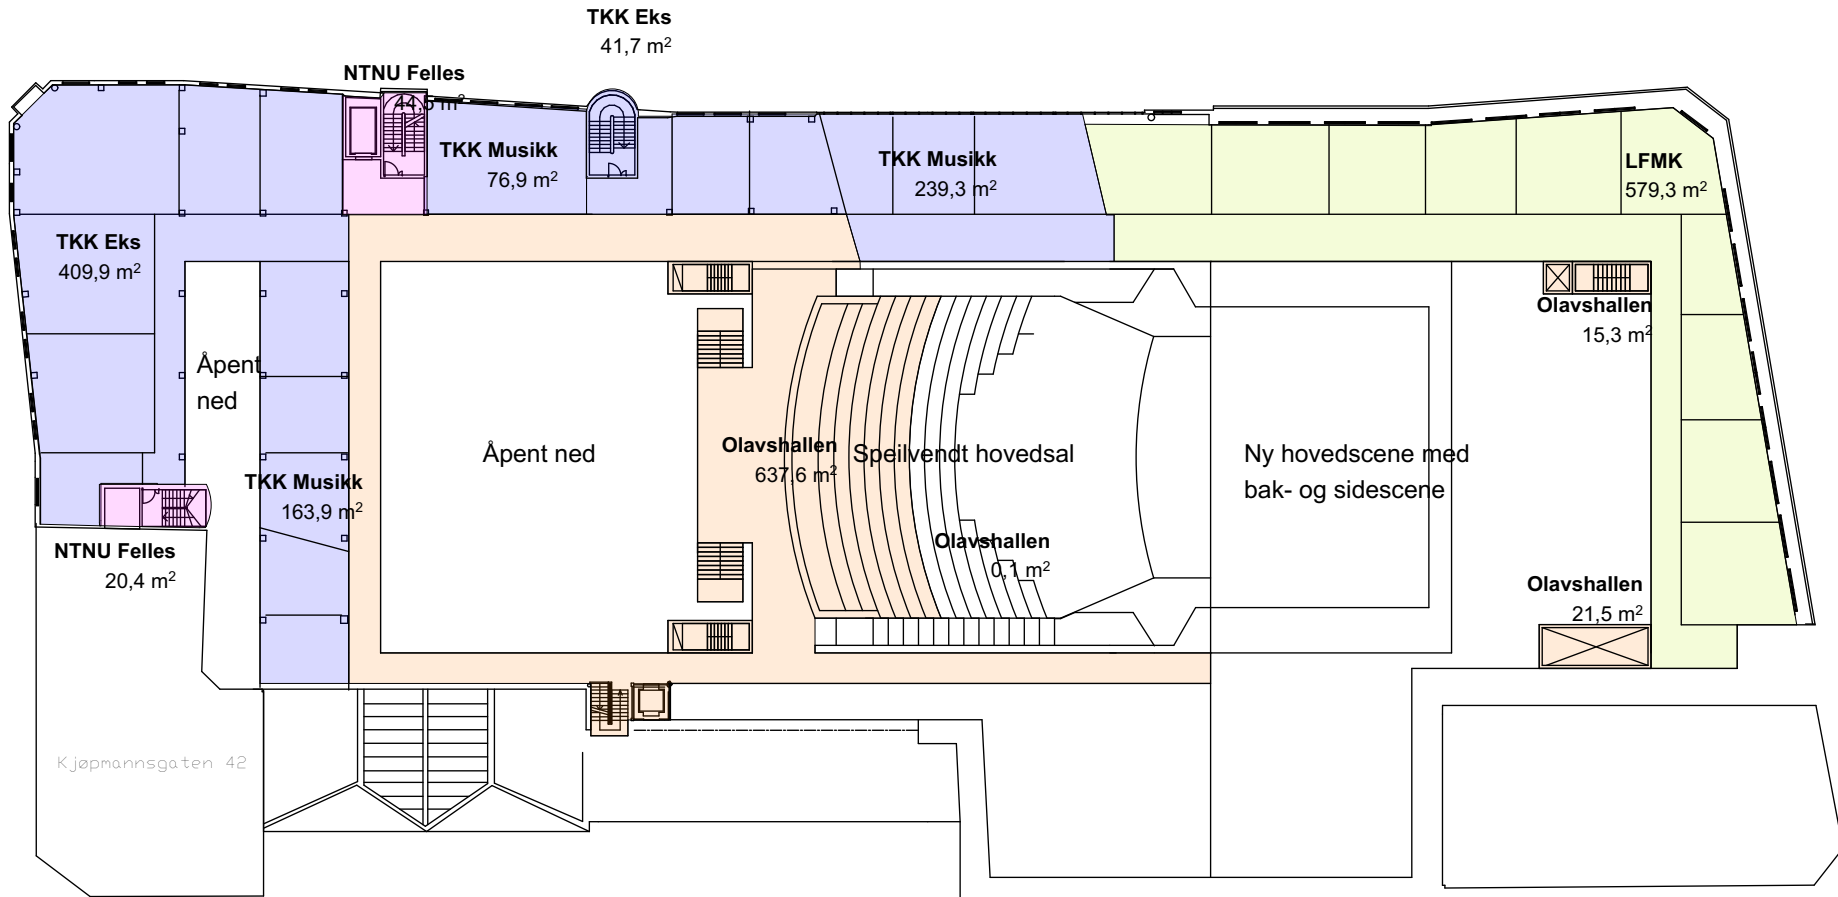 TKK Eks
41,7 m²
NTNU Felles
44,5 m²
TKK Musikk
76,9 m²
TKK Musikk
239,3 m²
LFMK
579,3 m²
TKK Eks
409,9 m²
Olavshallen
15,3 m²
Åpent
ned
Åpent ned
Olavshallen
637,6 m²
Speilvendt hovedsal
Ny hovedscene med
bak- og sidescene
TKK Musikk
163,9 m²
Olavshallen
0,1 m²
NTNU Felles
20,4 m²
Olavshallen
21,5 m²
Kjøpmannsgaten 42